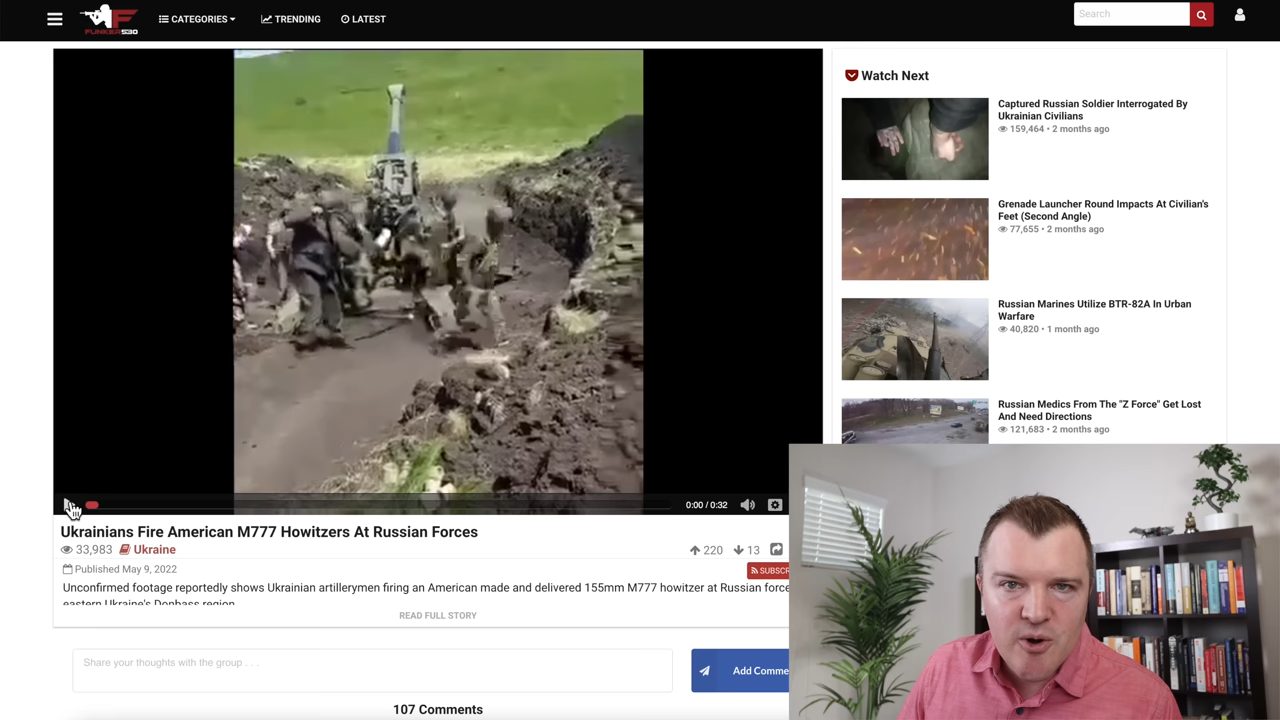 FUNKER530
CATEGORIES
TRENDING
LATEST
Search
Watch Next
Captured Russian Soldier Interrogated By
Ukrainian Civilians
159,464 • 2 months ago
Grenade Launcher Round Impacts At Civilian's
Feet (Second Angle)
77,655 • 2 months ago
Russian Marines Utilize BTR-82A In Urban
Warfare
40,820 • 1 month ago
Russian Medics From The "Z Force" Get Lost
And Need Directions
121,683 • 2 months ago
0:00 / 0:32
Ukrainians Fire American M777 Howitzers At Russian Forces
33,983 Ukraine
220 13
Published May 9, 2022
SUBSCR
Unconfirmed footage reportedly shows Ukrainian artillerymen firing an American made and delivered 155mm M777 howitzer at Russian force
eastern Ukraine's Donbass region
READ FULL STORY
Share your thoughts with the group . . .
Add Comme
107 Comments